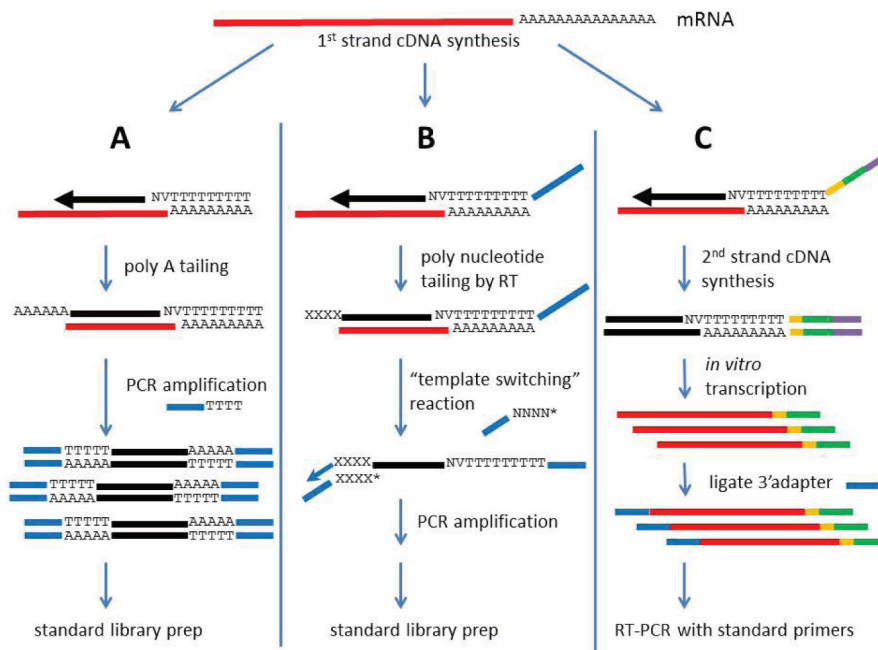 AAAAAAAAAAAAAAA mRNA
1st strand cDNA synthesis
A
NVTTTTTTTTT
AAAAAAAAA
poly A tailing
AAAAAA NVTTTTTTTTT
AAAAAAAAA
PCR amplification
TTTT
TTTTT AAAAA
AAAAA TTTTT
TTTTT AAAAA
AAAAA TTTTT
TTTTT AAAAA
AAAAA TTTTT
standard library prep
B
NVTTTTTTTTT
AAAAAAAAA
poly nucleotide
tailing by RT
XXXX NVTTTTTTTTT
AAAAAAAAA
“template switching”
reaction
NNNN*
XXXX NVTTTTTTTTT
XXXX*
PCR amplification
standard library prep
C
NVTTTTTTTTT
AAAAAAAAA
2nd strand cDNA
synthesis
NVTTTTTTTTT
AAAAAAAAA
in vitro
transcription
ligate 3’adapter
RT-PCR with standard primers